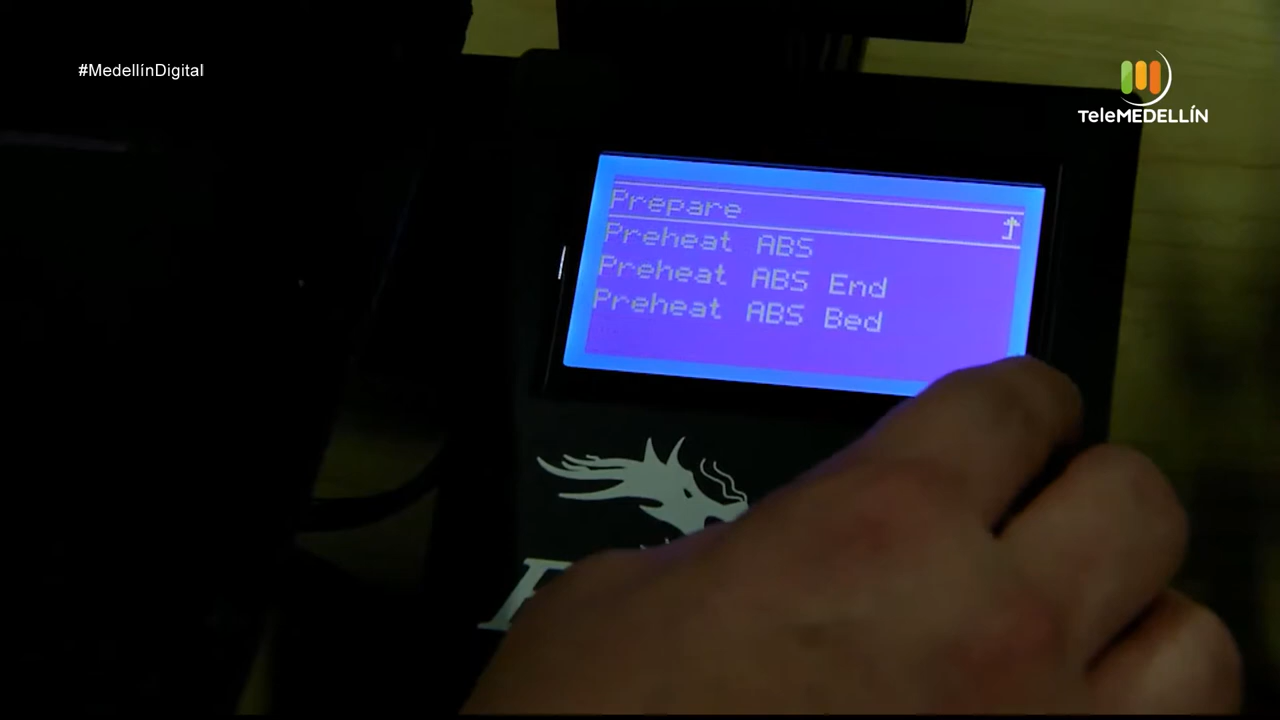 #MedellínDigital
TeleMEDELLÍN
Prepare
Preheat ABS
Preheat ABS End
Preheat ABS Bed